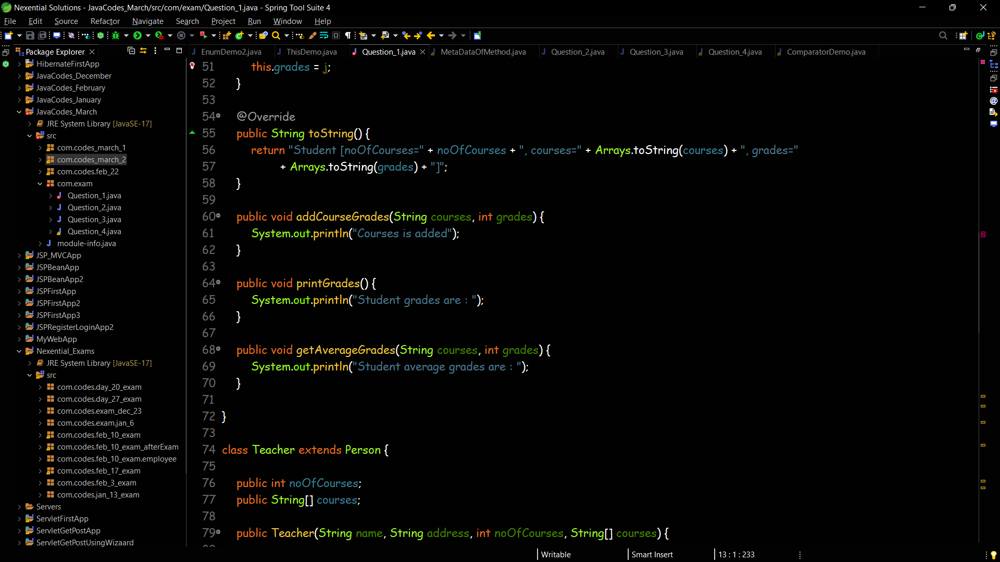 Nexential Solutions - JavaCodes_March/src/com/exam/Question_1.java - Spring Tool Suite 4
File Edit Source Refactor Navigate Search Project Run Window Help
Package Explorer
EnumDemo2.java ThisDemo.java Question_1.java MetaDataOfMethod.java Question_2.java Question_3.java Question_4.java ComparatorDemo.java
HibernateFirstApp
JavaCodes_December
JavaCodes_February
JavaCodes_January
JavaCodes_March
JRE System Library [JavaSE-17]
src
com.codes_march_1
com.codes_march_2
com.codes.feb_22
com.exam
Question_1.java
Question_2.java
Question_3.java
Question_4.java
module-info.java
JSP_MVCApp
JSPBeanApp
JSPBeanApp2
JSPFirstApp
JSPFirstApp2
JSPFirstApp3
JSPRegisterLoginApp2
MyWebApp
Nexential_Exams
JRE System Library [JavaSE-17]
src
com.codes.day_20_exam
com.codes.day_27_exam
com.codes.exam_dec_23
com.codes.exam.jan_6
com.codes.feb_10_exam
com.codes.feb_10_exam_afterExam
com.codes.feb_10_exam.employee
com.codes.feb_17_exam
com.codes.feb_3_exam
com.codes.jan_13_exam
Servers
ServletFirstApp
ServletGetPostApp
ServletGetPostUsingWizaard
51 this.grades = j;
52 }
53
54 @Override
55 public String toString() {
56 return "Student [noOfCourses=" + noOfCourses + ", courses=" + Arrays.toString(courses) + ", grades="
57 + Arrays.toString(grades) + "]";
58 }
59
60 public void addCourseGrades(String courses, int grades) {
61 System.out.println("Courses is added");
62 }
63
64 public void printGrades() {
65 System.out.println("Student grades are : ");
66 }
67
68 public void getAverageGrades(String courses, int grades) {
69 System.out.println("Student average grades are : ");
70 }
71
72 }
73
74 class Teacher extends Person {
75
76 public int noOfCourses;
77 public String[] courses;
78
79 public Teacher(String name, String address, int noOfCourses, String[] courses) {
Writable Smart Insert 13 : 1 : 233